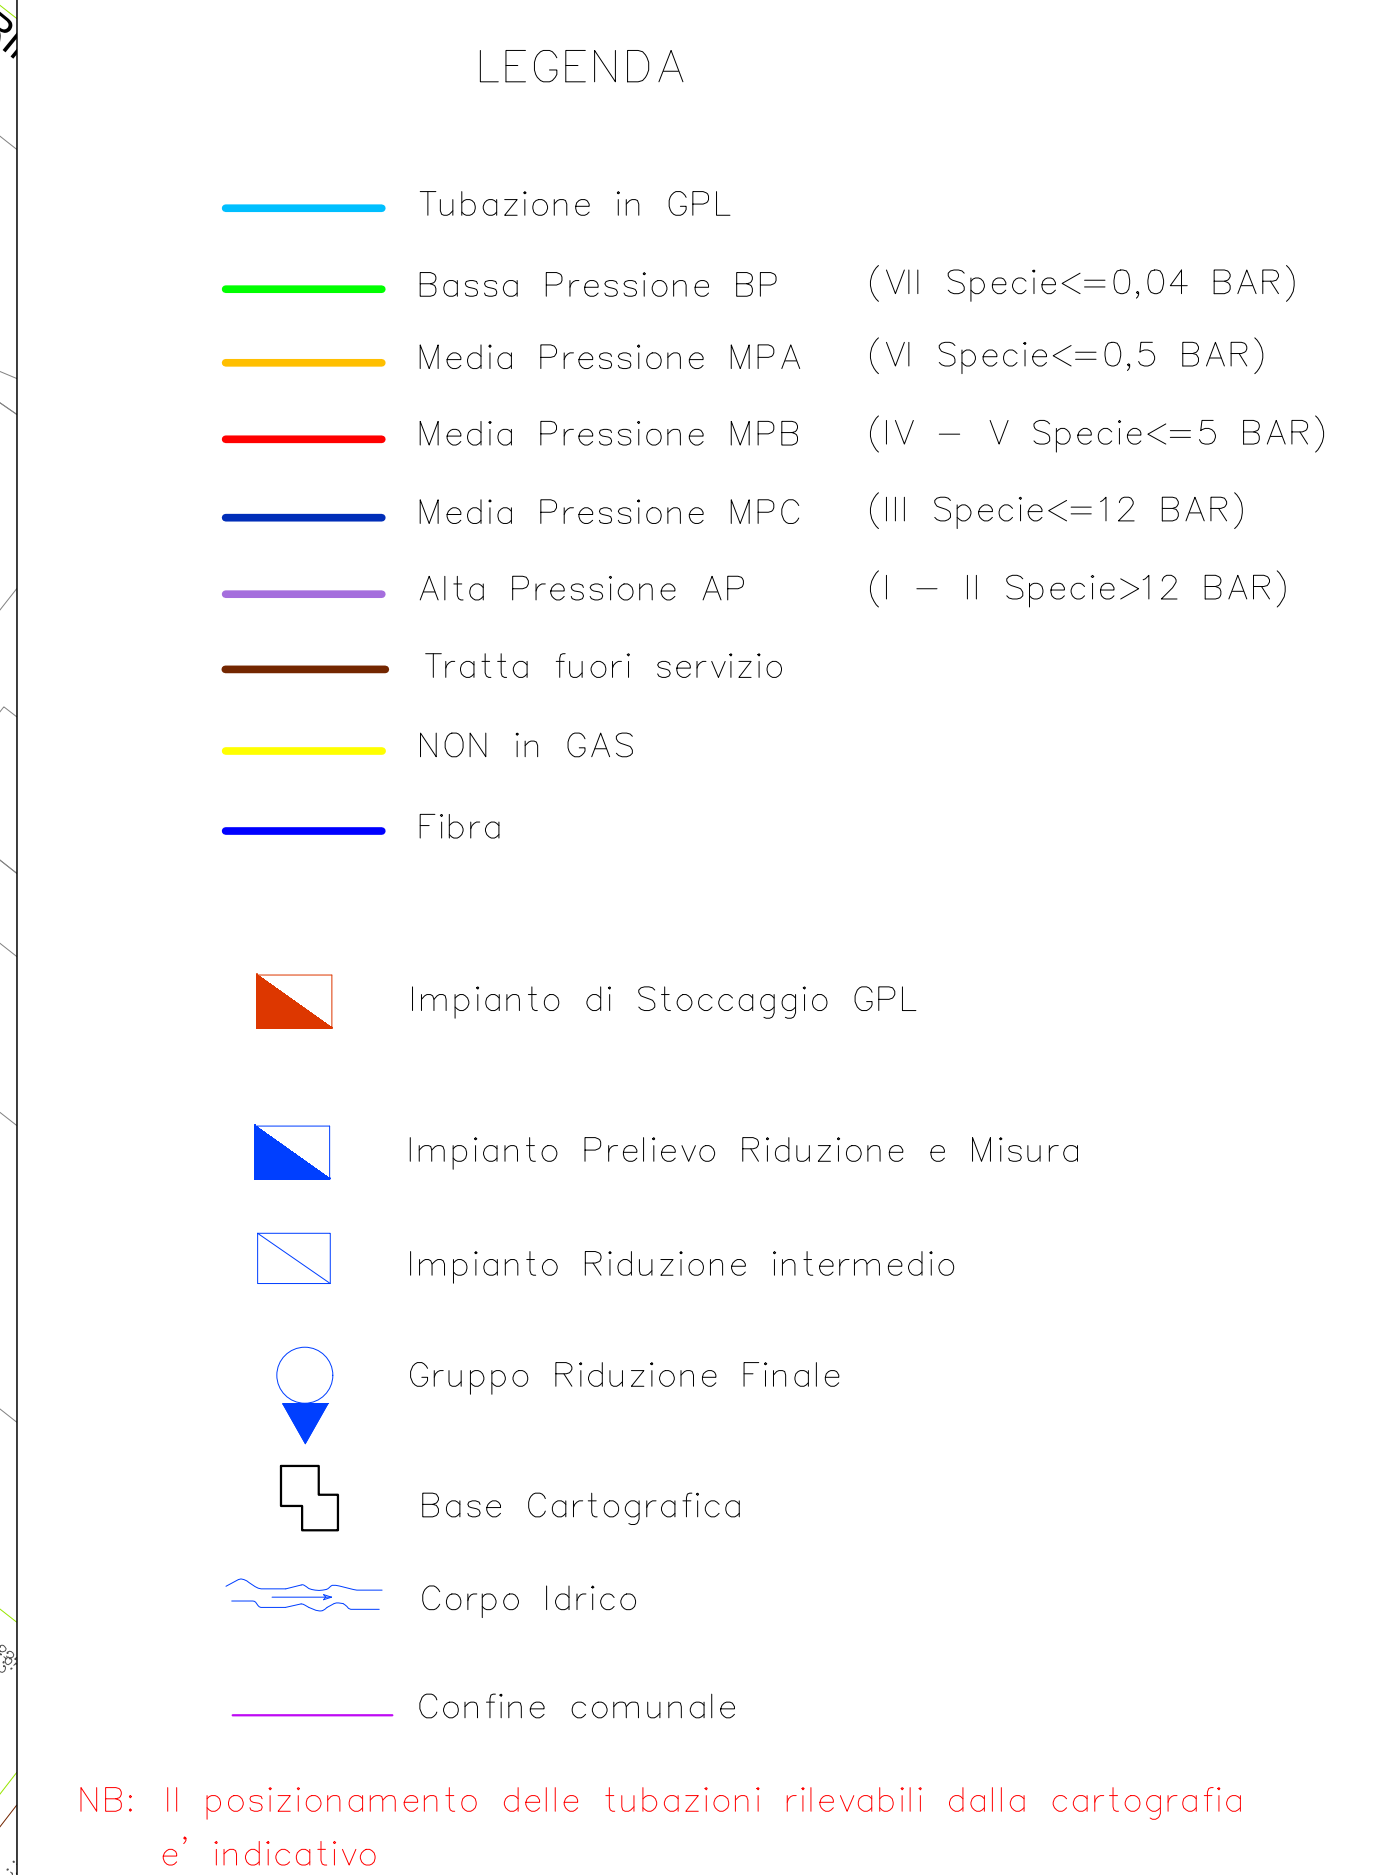 LEGENDA
Tubazione in GPL
Bassa Pressione BP (VII Specie<=0,04 BAR)
Media Pressione MPA (VI Specie<=0,5 BAR)
Media Pressione MPB (IV - V Specie<=5 BAR)
Media Pressione MPC (III Specie<=12 BAR)
Alta Pressione AP (I - II Specie>12 BAR)
Tratta fuori servizio
NON in GAS
Fibra
Impianto di Stoccaggio GPL
Impianto Prelievo Riduzione e Misura
Impianto Riduzione intermedio
Gruppo Riduzione Finale
Base Cartografica
Corpo Idrico
Confine comunale
NB: Il posizionamento delle tubazioni rilevabili dalla cartografia
e' indicativo